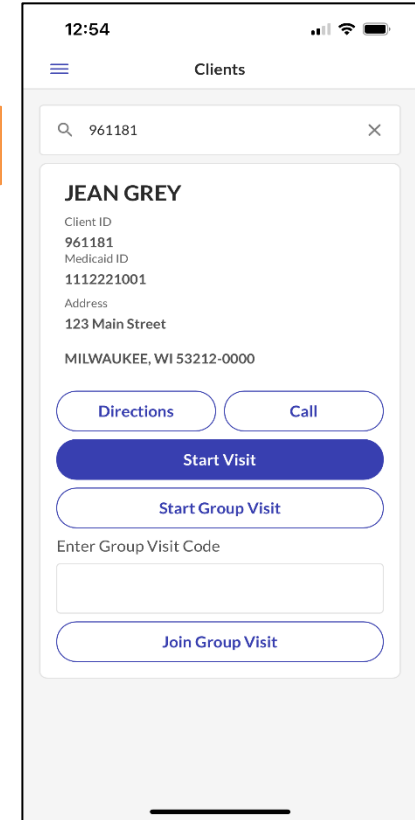 12:54
Clients
961181
JEAN GREY
Client ID
961181
Medicaid ID
1112221001
Address
123 Main Street
MILWAUKEE, WI 53212-0000
Directions
Call
Start Visit
Start Group Visit
Enter Group Visit Code
Join Group Visit